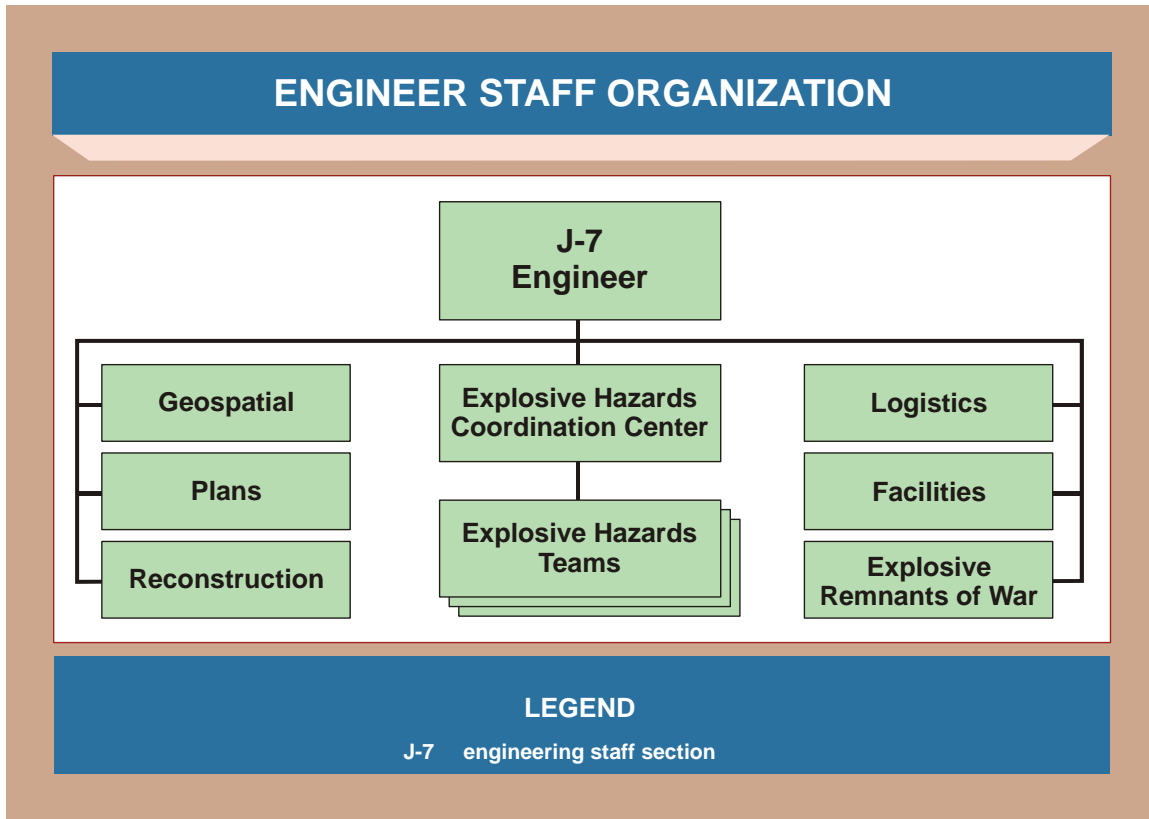 ENGINEER STAFF ORGANIZATION
J-7
Engineer
Geospatial
Plans
Reconstruction
Explosive Hazards
Coordination Center
Explosive Hazards
Teams
Logistics
Facilities
Explosive
Remnants of War
LEGEND
J-7 engineering staff section